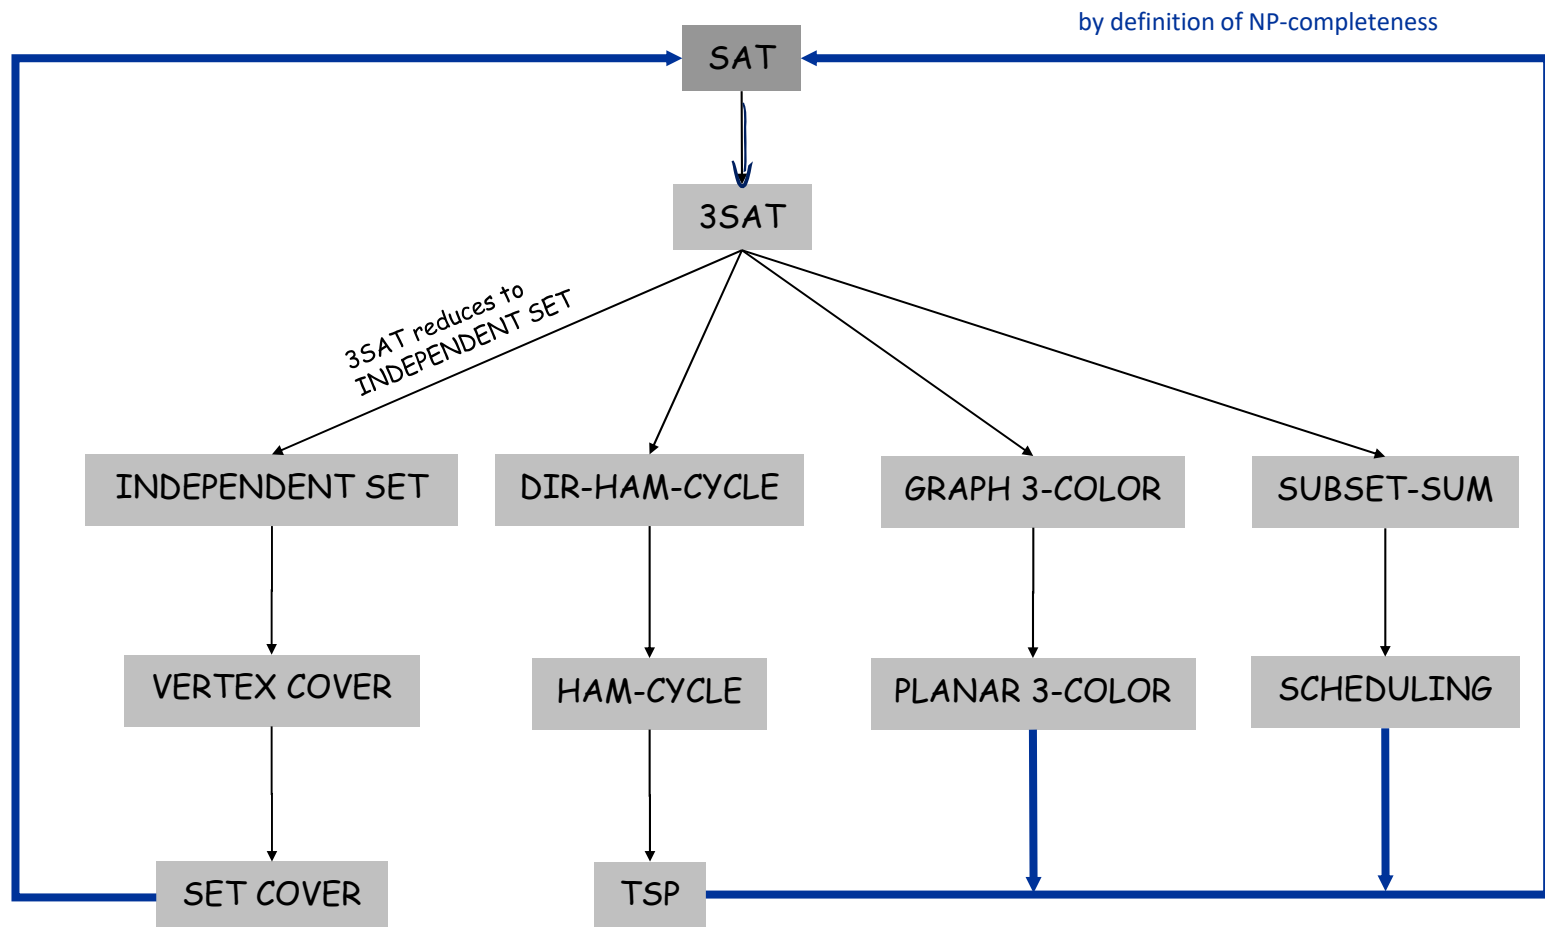 by definition of NP-completeness
SAT
3SAT
3SAT reduces to
INDEPENDENT SET
INDEPENDENT SET
DIR-HAM-CYCLE
GRAPH 3-COLOR
SUBSET-SUM
VERTEX COVER
HAM-CYCLE
PLANAR 3-COLOR
SCHEDULING
SET COVER
TSP